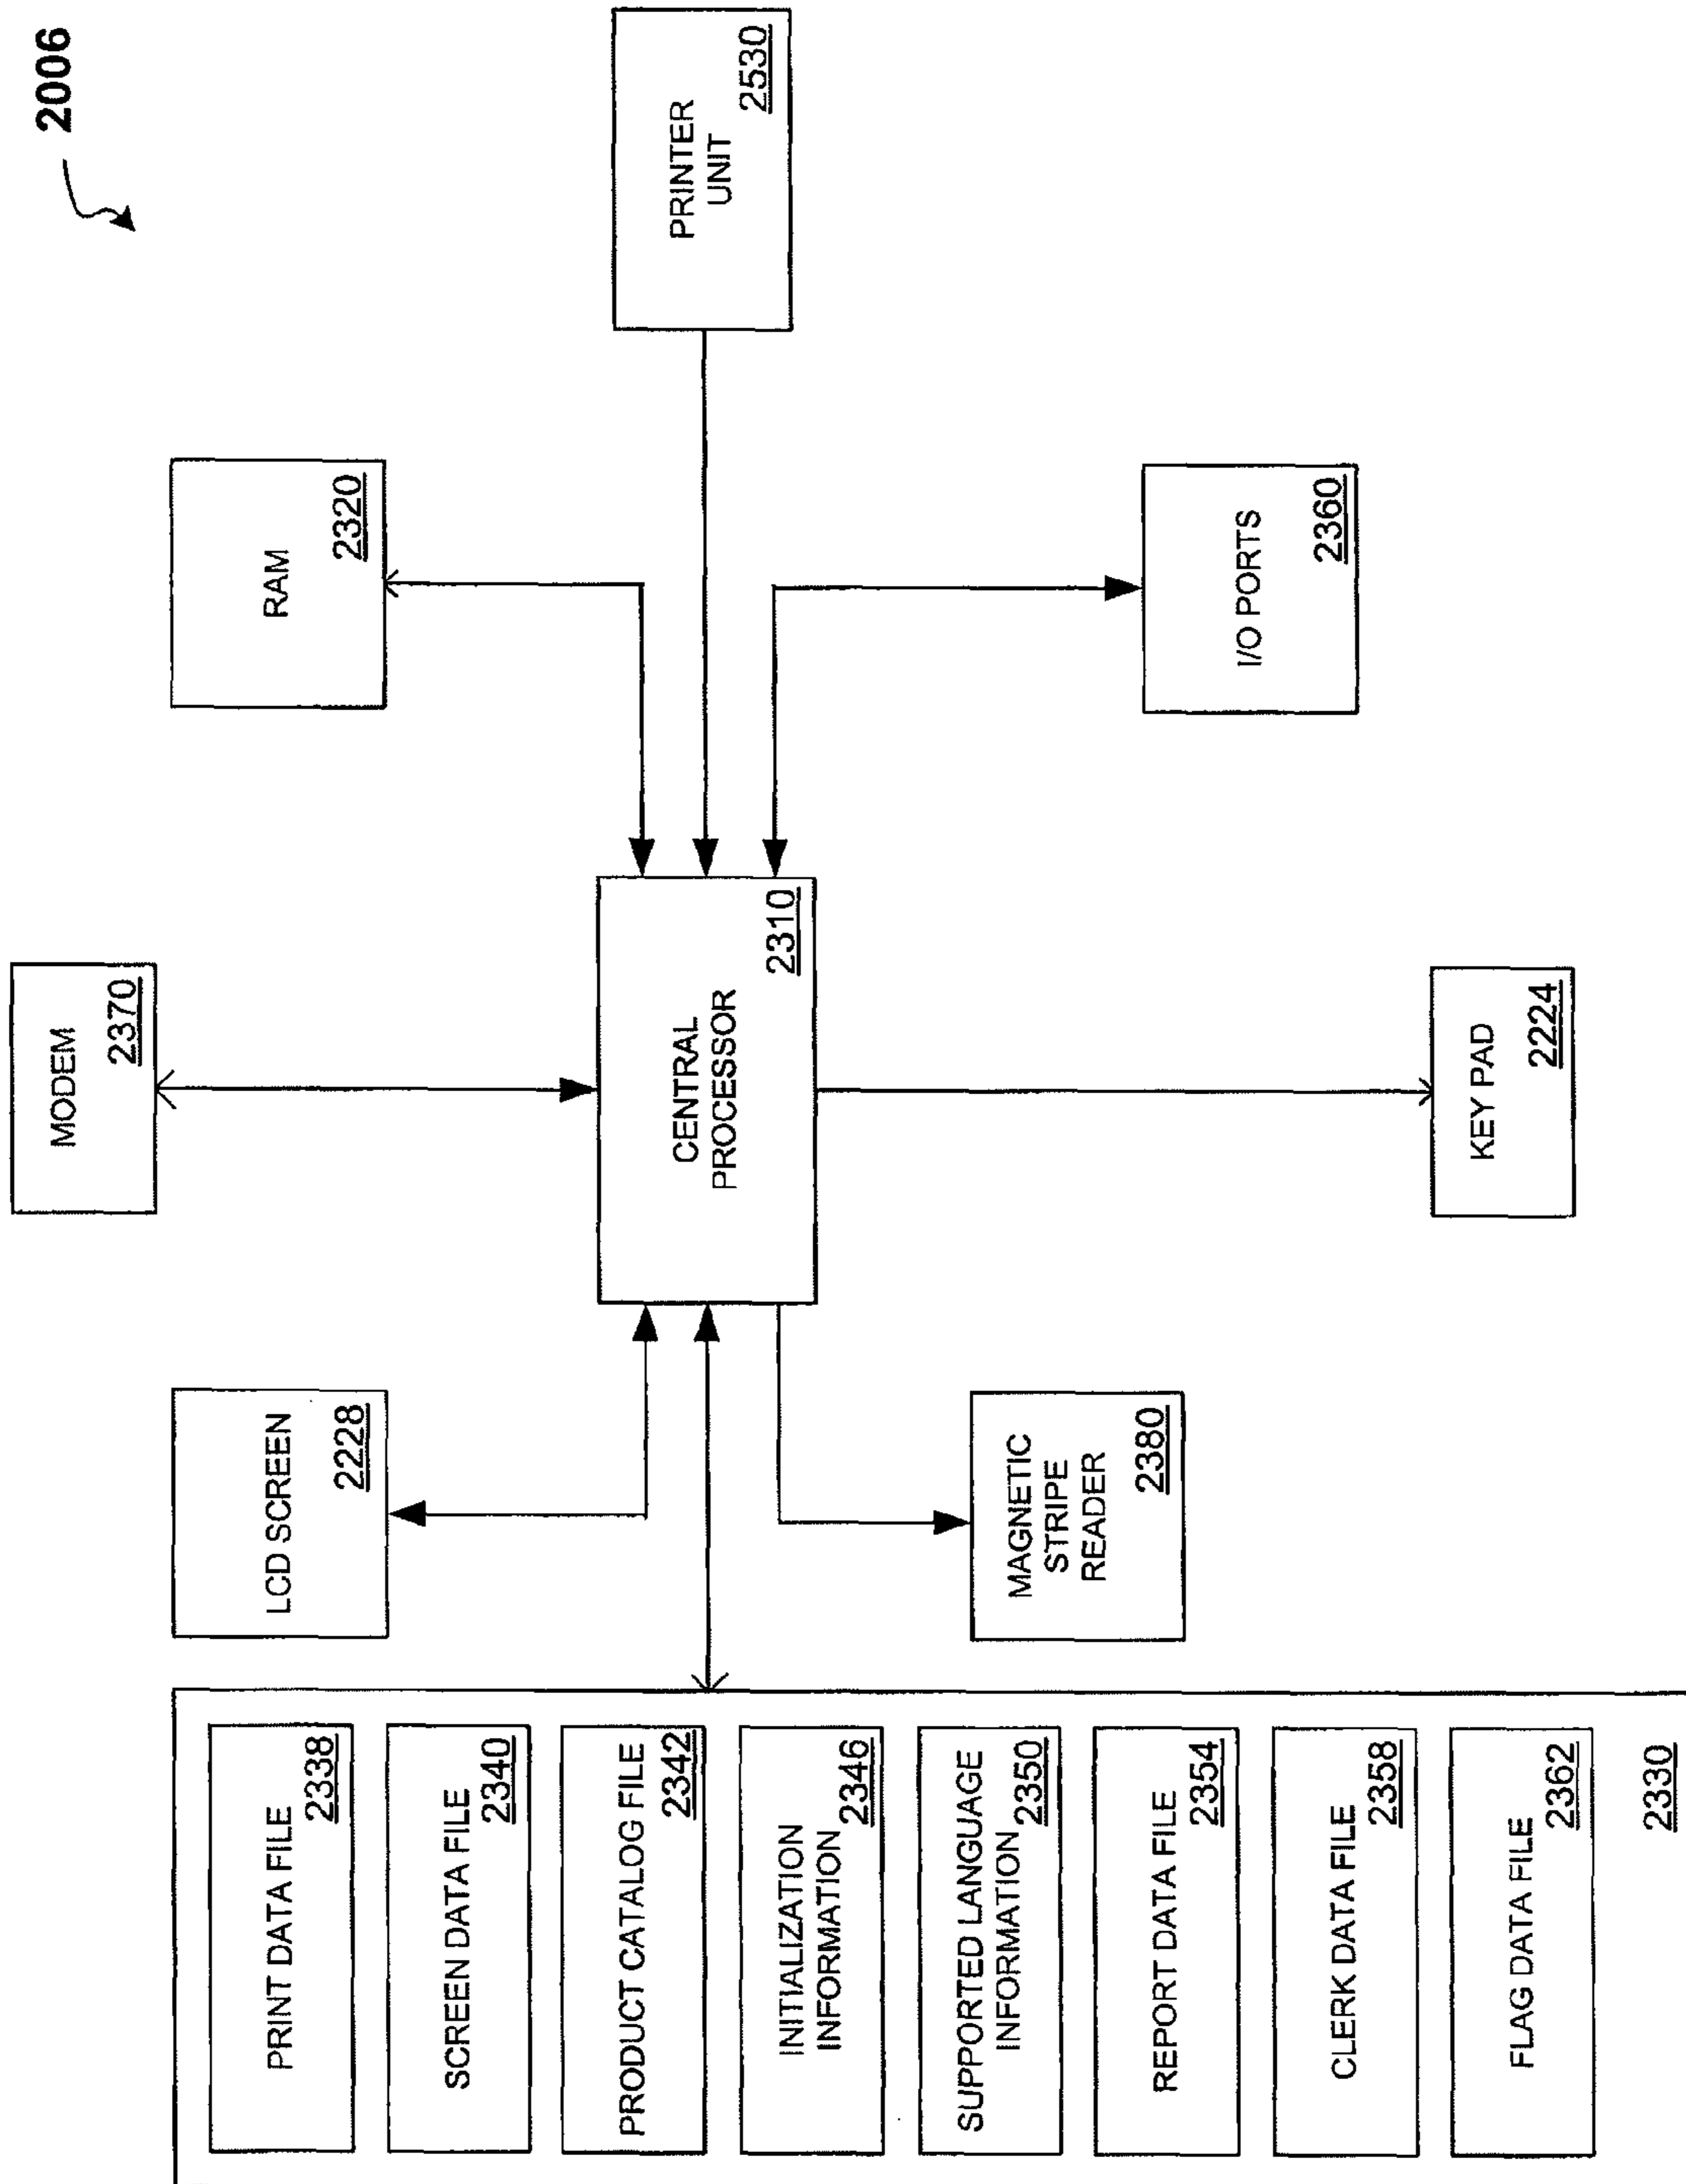 2006
MODEM
2370
LCD SCREEN
2228
RAM
2320
PRINT DATA FILE
2338
SCREEN DATA FILE
2340
PRODUCT CATALOG FILE
2342
INITIALIZATION
INFORMATION
2346
SUPPORTED LANGUAGE
INFORMATION
2350
REPORT DATA FILE
2354
CLERK DATA FILE
2358
FLAG DATA FILE
2362
2330
CENTRAL
PROCESSOR
2310
PRINTER
UNIT
2530
MAGNETIC
STRIPE
READER
2380
I/O PORTS
2360
KEY PAD
2224